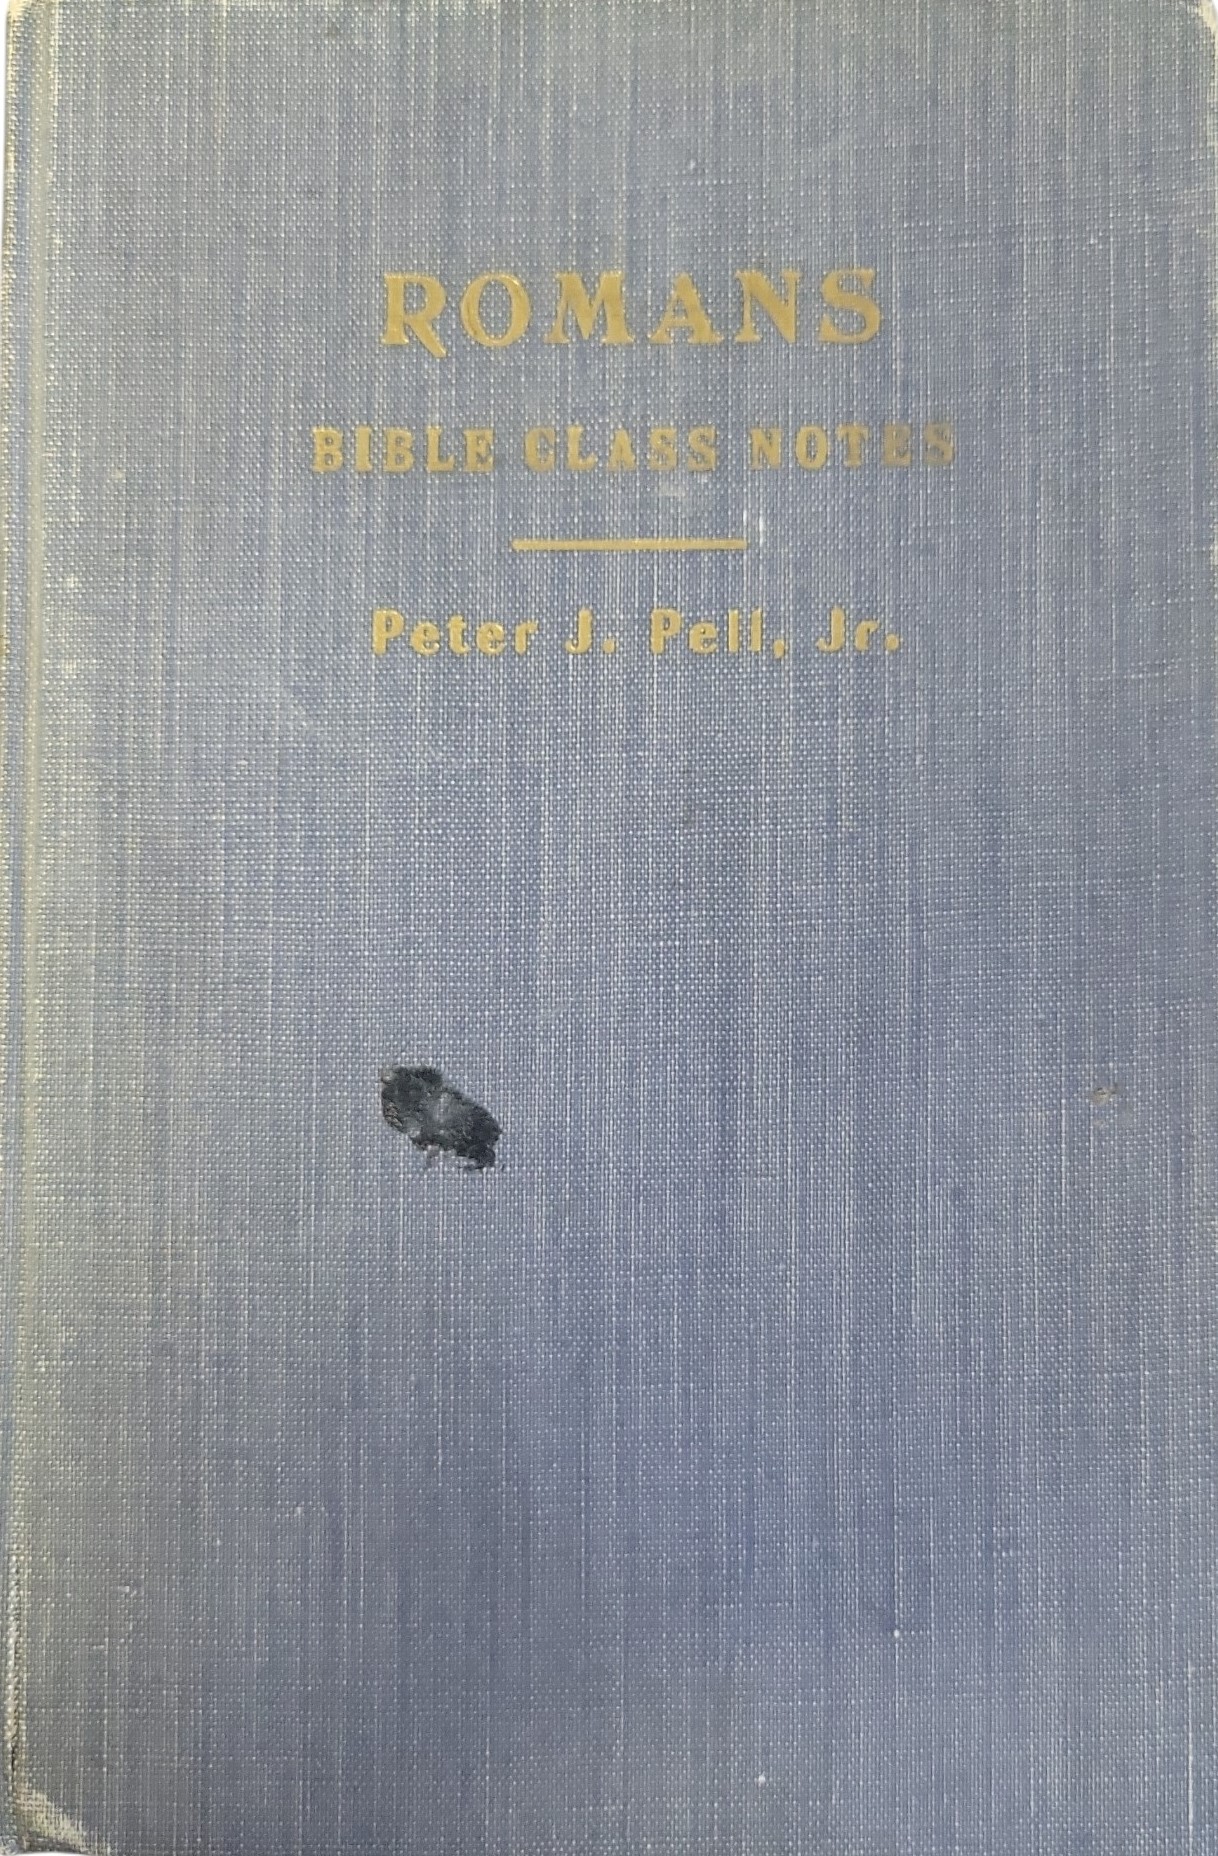 ROMANS
BIBLE CLASS NOTES
Peter J. Pell, Jr.